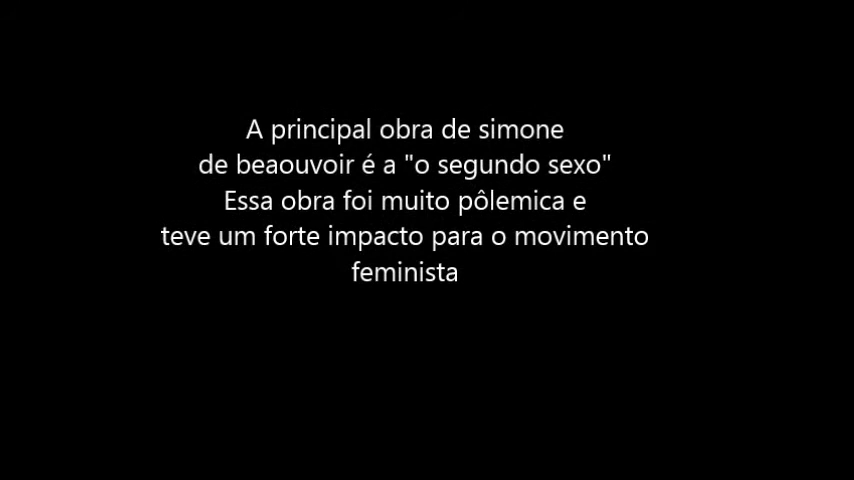 A principal obra de simone
de beaouvoir é a "o segundo sexo"
Essa obra foi muito pôlemica e
teve um forte impacto para o movimento
feminista